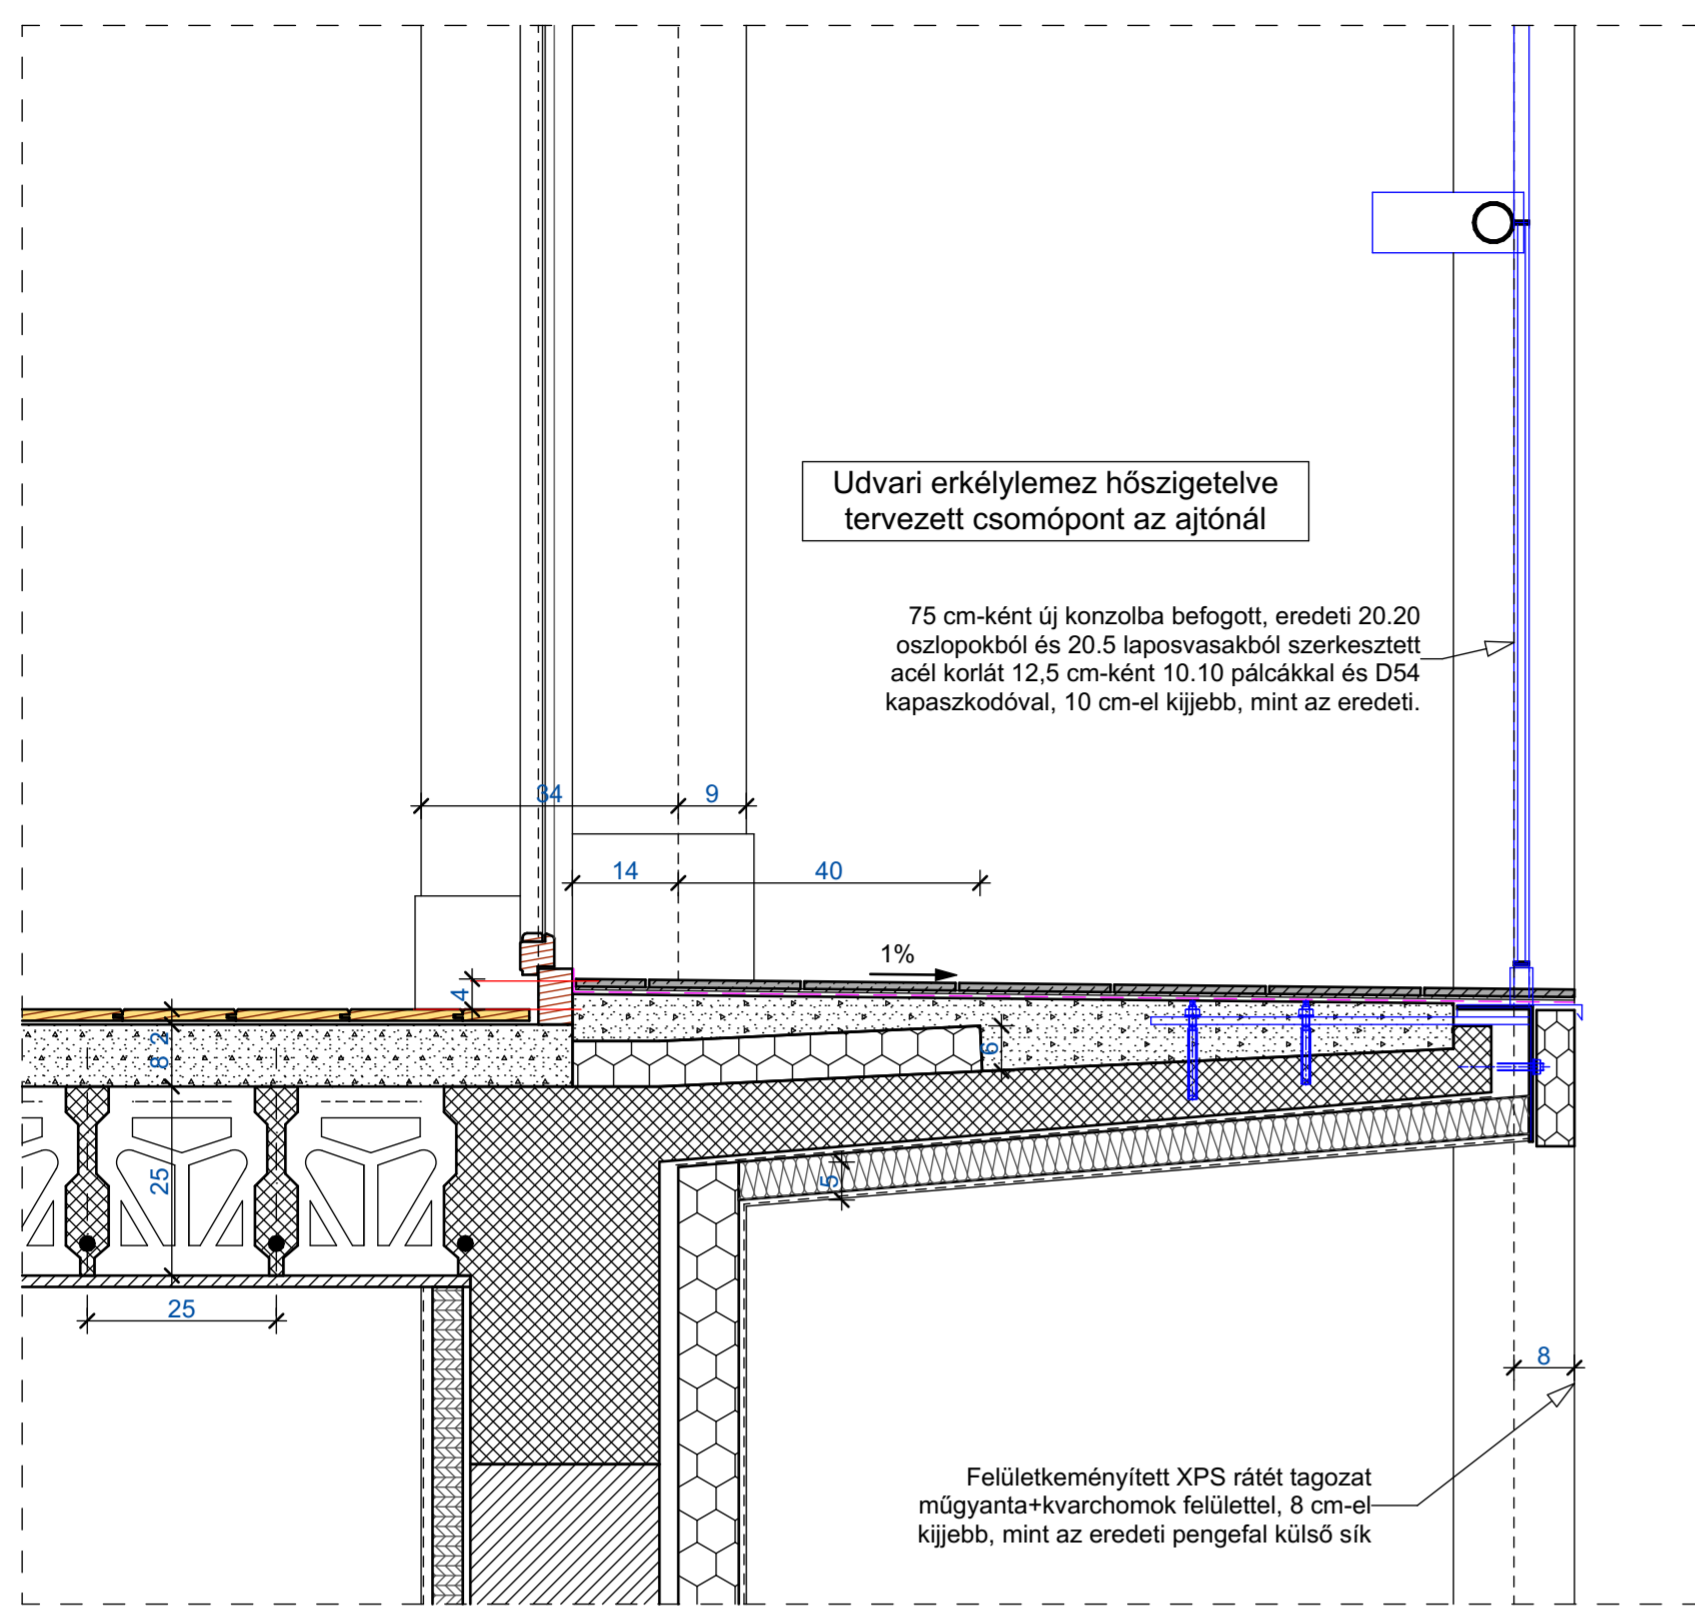 Udvari erkélylemez hőszigetelve
tervezett csomópont az ajtónál
75 cm-ként új konzolba befogott, eredeti 20.20
oszlopokból és 20.5 laposvasakból szerkesztett
acél korlát 12,5 cm-ként 10.10 pálcákkal és D54
kapaszkodóval, 10 cm-el kijjebb, mint az eredeti.
34
9
14
40
1%
4
2
8
6
25
5
25
8
Felületkeményített XPS rátét tagozat
műgyanta+kvarchomok felülettel, 8 cm-el
kijjebb, mint az eredeti pengefal külső sík